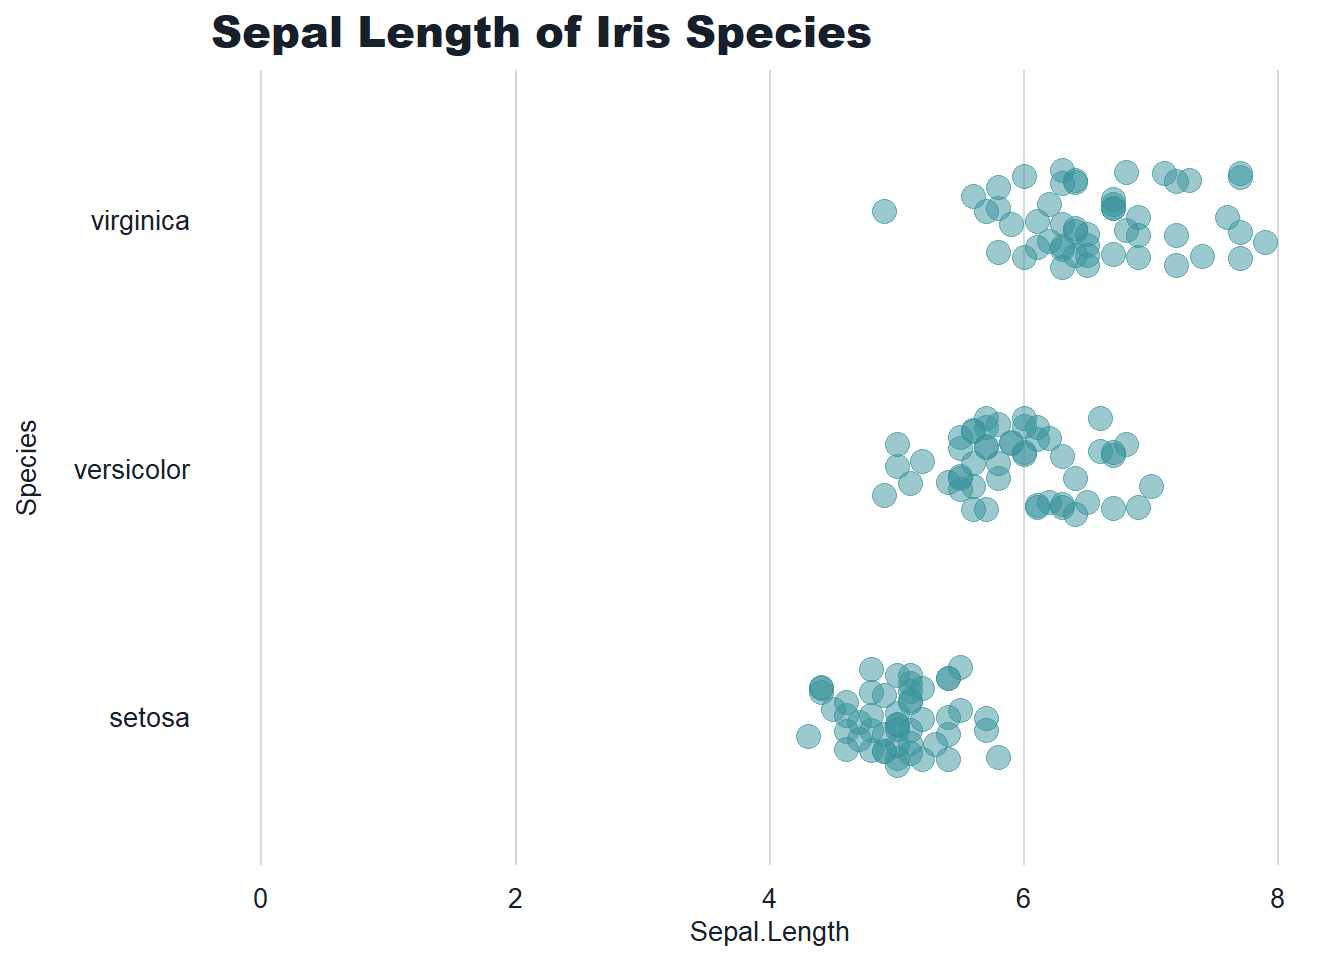 Sepal Length of Iris Species
virginica
versicolor
setosa
Species
0 2 4 6 8
Sepal.Length